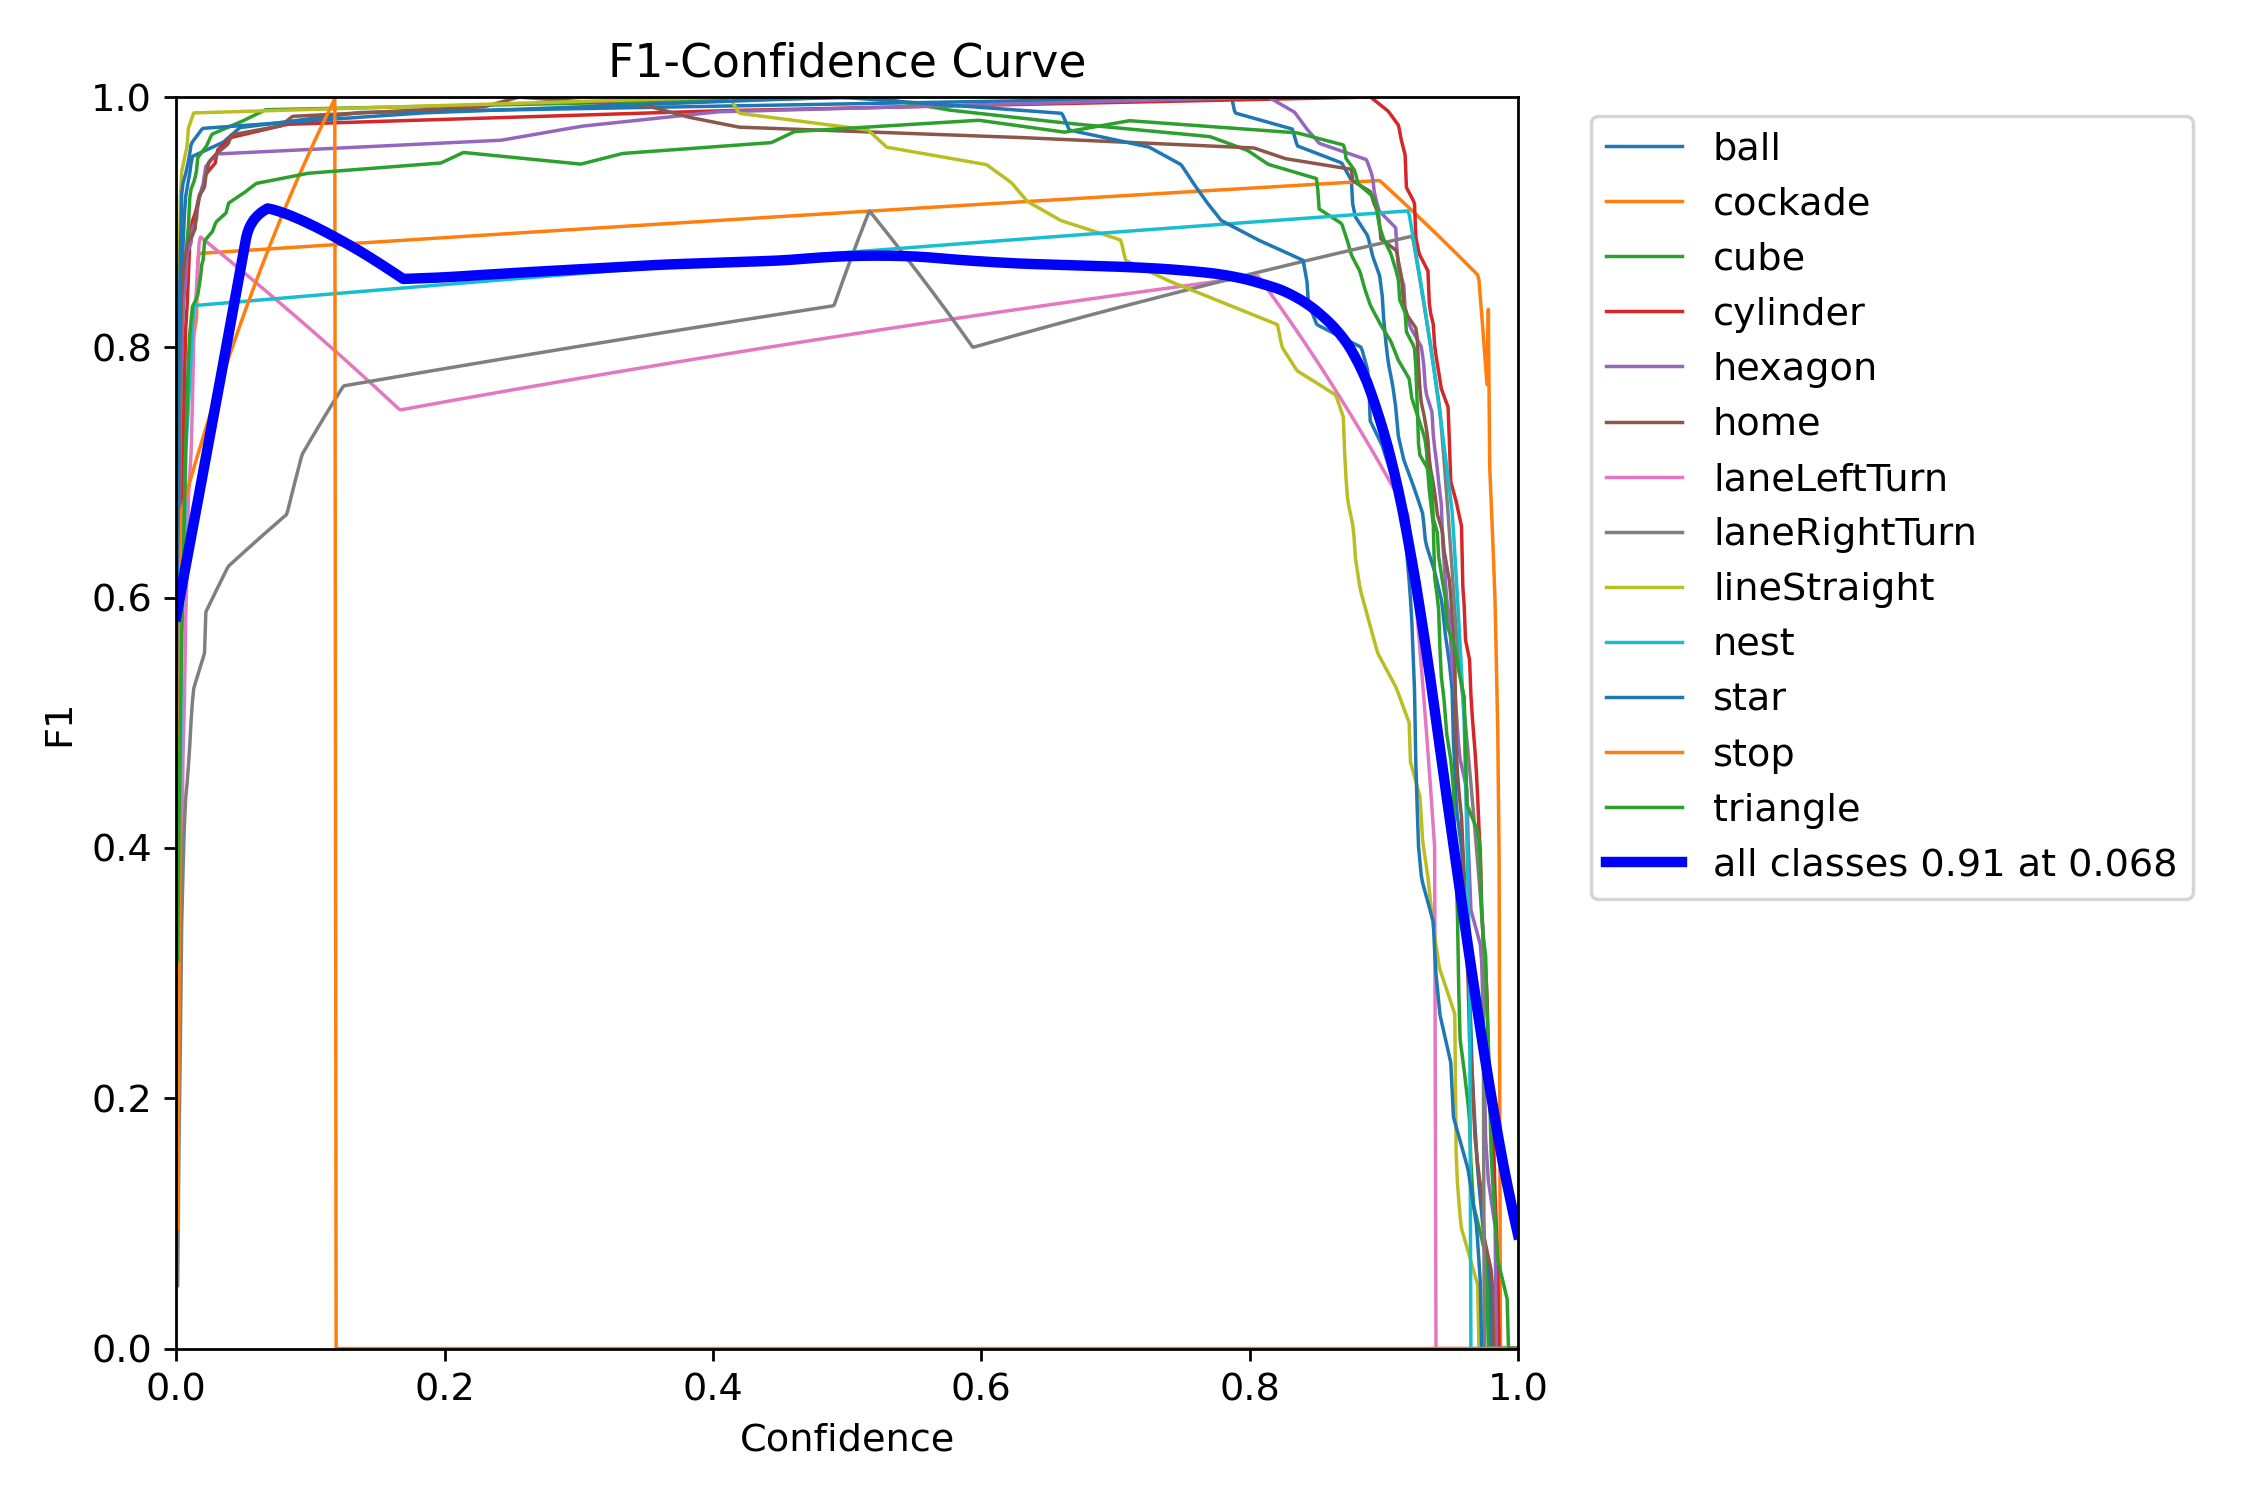 F1-Confidence Curve
1.0
0.8
0.6
0.4
0.2
0.0
F1
0.0 0.2 0.4 0.6 0.8 1.0
Confidence
ball
cockade
cube
cylinder
hexagon
home
laneLeftTurn
laneRightTurn
lineStraight
nest
star
stop
triangle
all classes 0.91 at 0.068